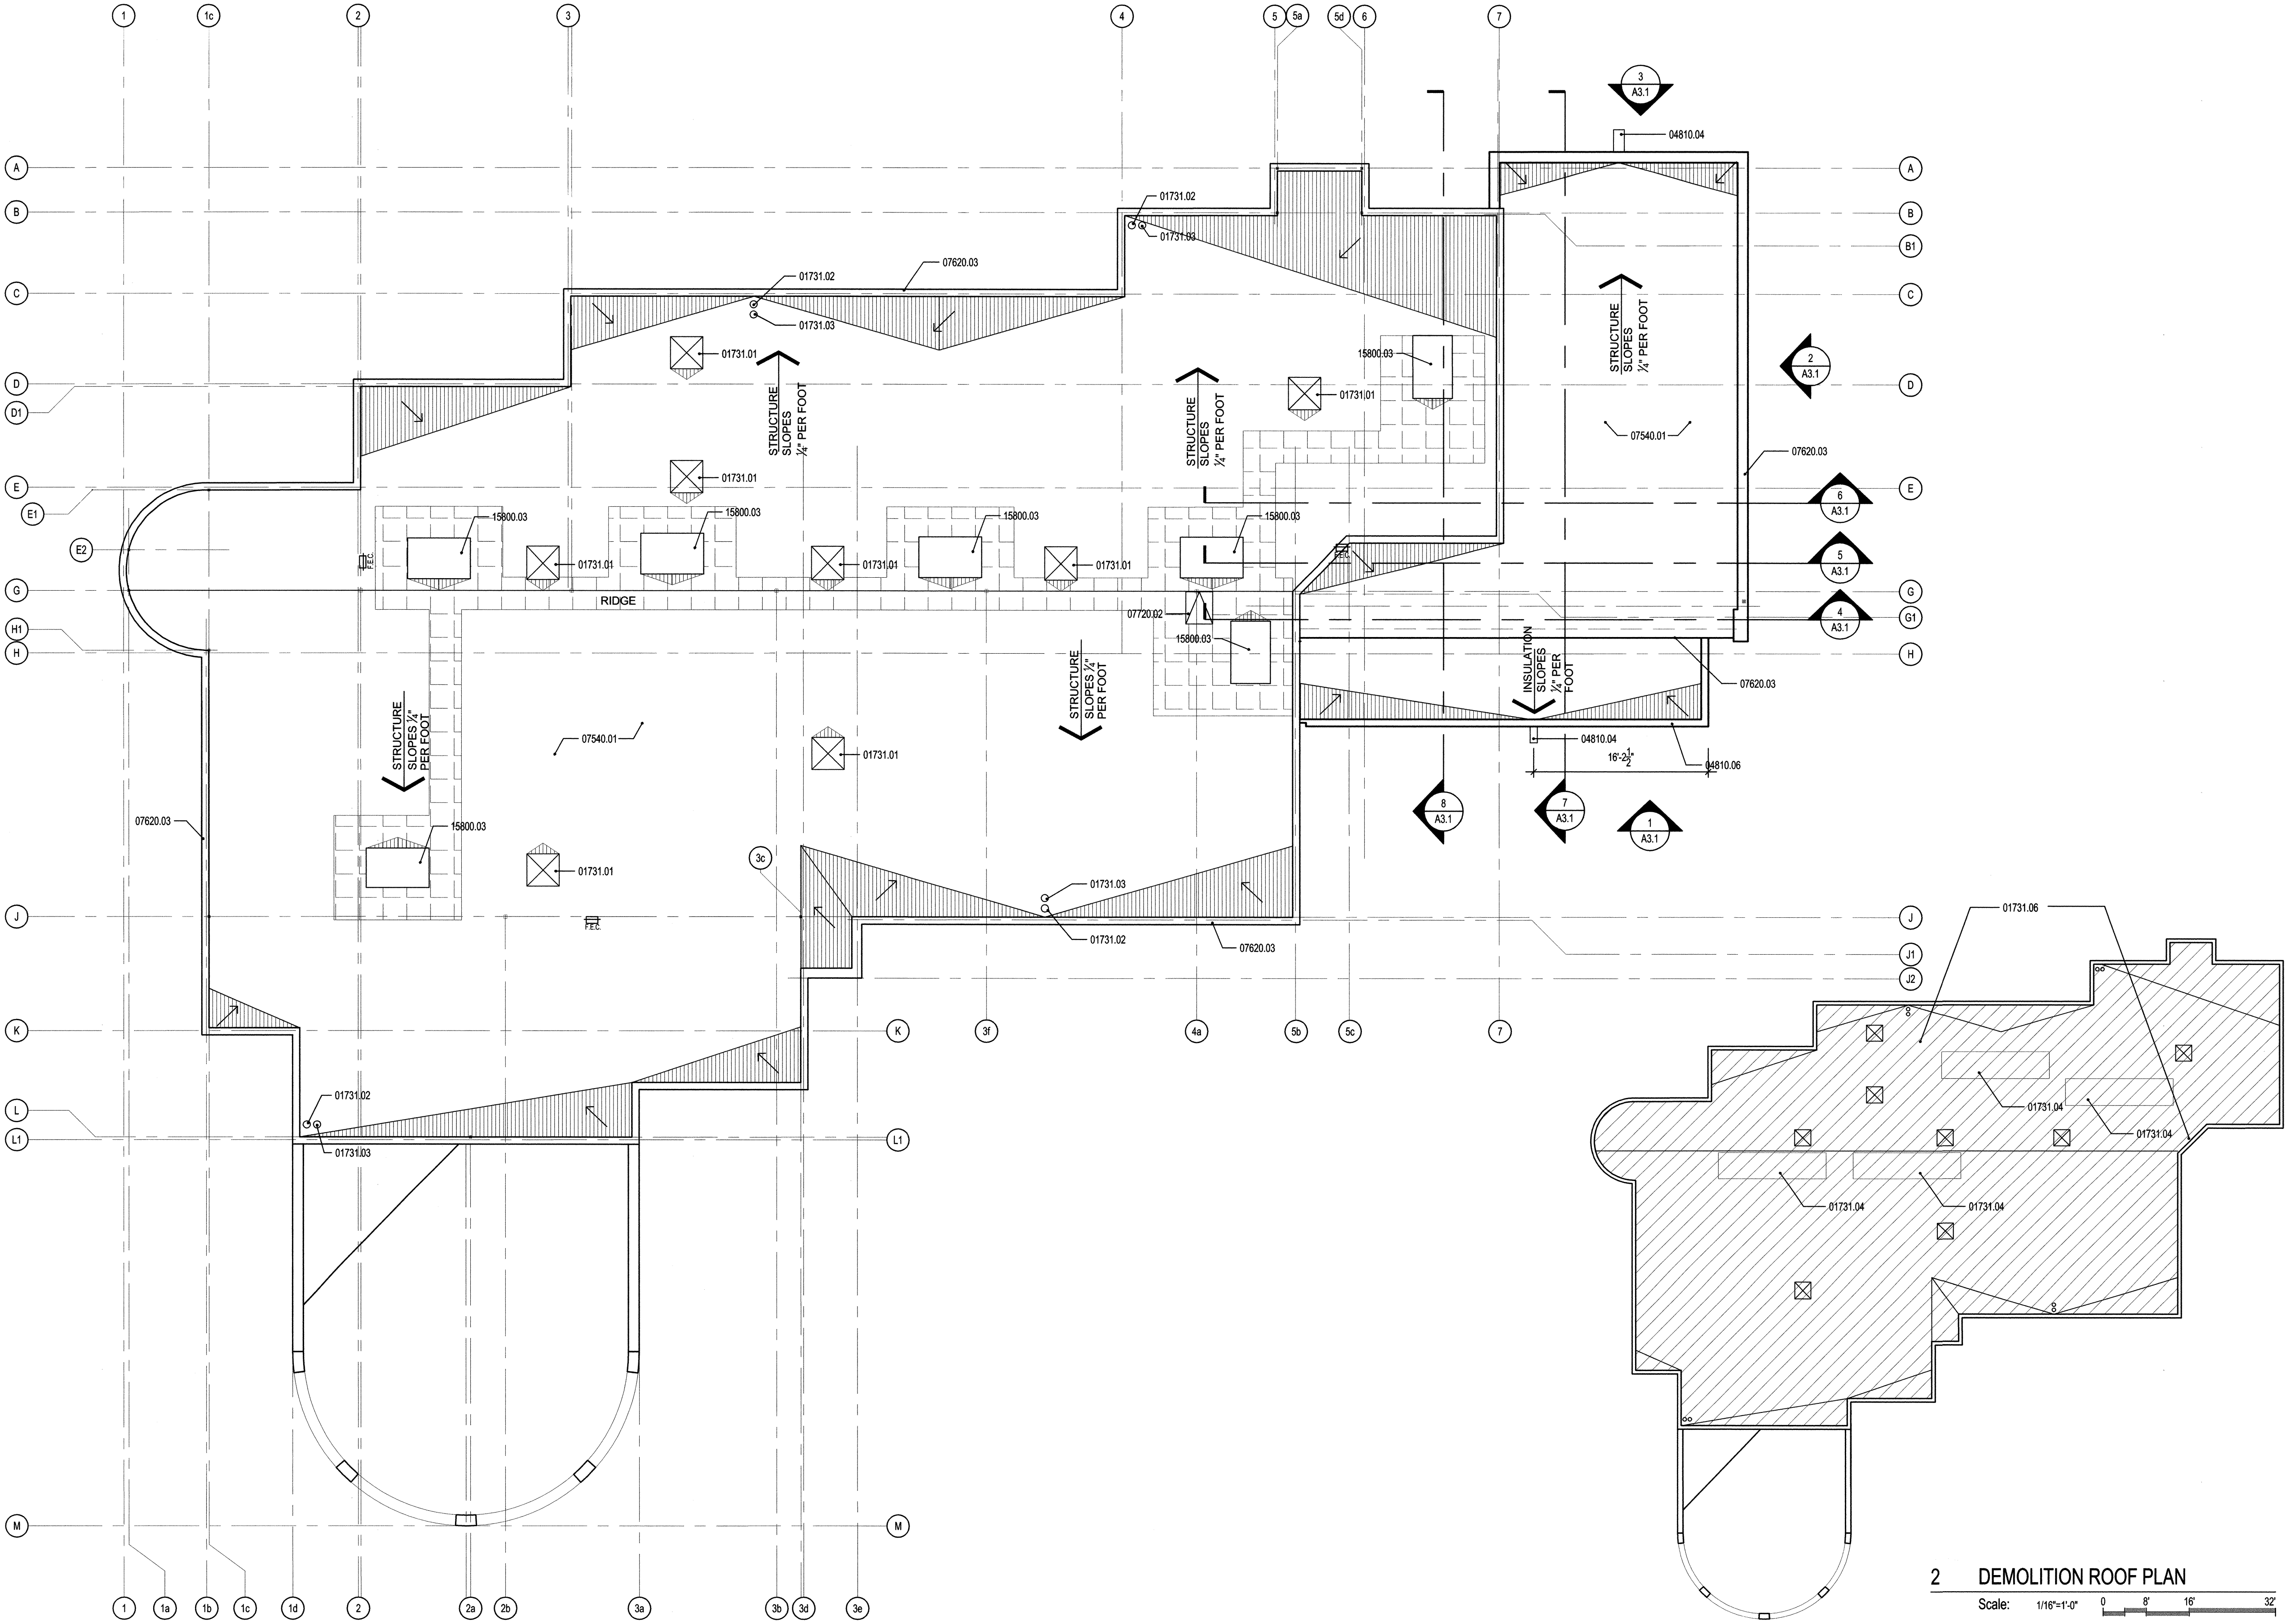 1 1c 2 3 4 5 5a 5d 6 7
3
A3.1
04810.04
A A
01731.02
B B
01731.03
B1
07620.03
01731.02
C C
01731.03
STRUCTURE
SLOPES
¼" PER FOOT
01731.01
15800.03
2
A3.1
D D
D1
STRUCTURE
SLOPES
¼" PER FOOT
STRUCTURE
SLOPES
¼" PER FOOT
01731.01
07540.01
07620.03
01731.01
E E
6
A3.1
E1
15800.03
15800.03
15800.03
15800.03
E2
F.E.C.
F.E.C.
01731.01
01731.01
01731.01
5
A3.1
G G
RIDGE
07720.02
G1
4
A3.1
H1
15800.03
H H
STRUCTURE
SLOPES ¼"
PER FOOT
INSULATION
SLOPES
¼" PER
FOOT
07620.03
STRUCTURE
SLOPES ¼"
PER FOOT
07540.01
04810.04
01731.01
16'-2½"
04810.06
8
A3.1
7
A3.1
1
A3.1
07620.03
15800.03
3c
01731.01
01731.03
01731.06
J J
F.E.C.
01731.02
07620.03
J1
J2
K K 3f 4a 5b 5c 7
01731.02
L
01731.03
L1 L1
01731.04
01731.04
01731.04
01731.04
M M
1 1a 1b 1c 1d 2 2a 2b 3a 3b 3d 3e
2 DEMOLITION ROOF PLAN
Scale: 1/16"=1'-0" 0 8' 16' 32'